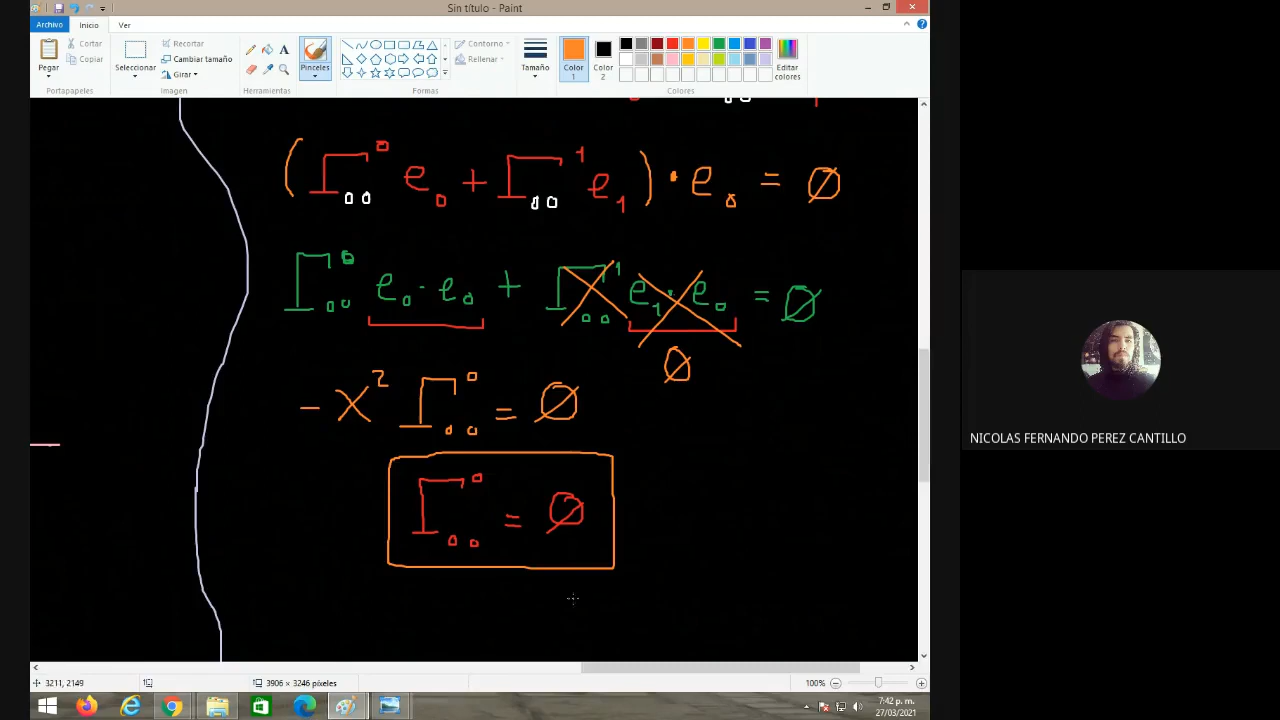 Sin título - Paint
Archivo Inicio Ver
Pegar
Cortar
Copiar
Portapapeles
Seleccionar
Recortar
Cambiar tamaño
Girar
Imagen
A
Herramientas
Pinceles
Contorno
Rellenar
Formas
Tamaño
Color 1
Color 2
Editar colores
Colores
(Γ⁰₀₀ e₀ + Γ¹₀₀ e₁) · e₀ = ∅
Γ⁰₀₀ e₀ · e₀ + Γ¹₀₀ e₁ · e₀ = ∅
∅
- x² Γ⁰₀₀ = ∅
Γ⁰₀₀ = ∅
NICOLAS FERNANDO PEREZ CANTILLO
3211, 2149
3906 × 3246 píxeles
100%
7:42 p. m.
27/03/2021